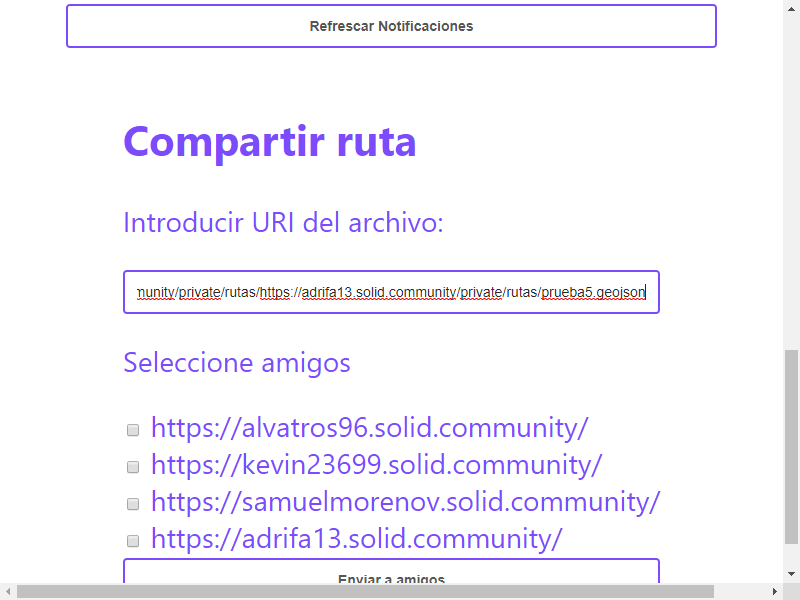 Refrescar Notificaciones
Compartir ruta
Introducir URI del archivo:
munity/private/rutas/https://adrifa13.solid.community/private/rutas/prueba5.geojson
Seleccione amigos
https://alvatros96.solid.community/
https://kevin23699.solid.community/
https://samuelmorenov.solid.community/
https://adrifa13.solid.community/
Enviar a amigos